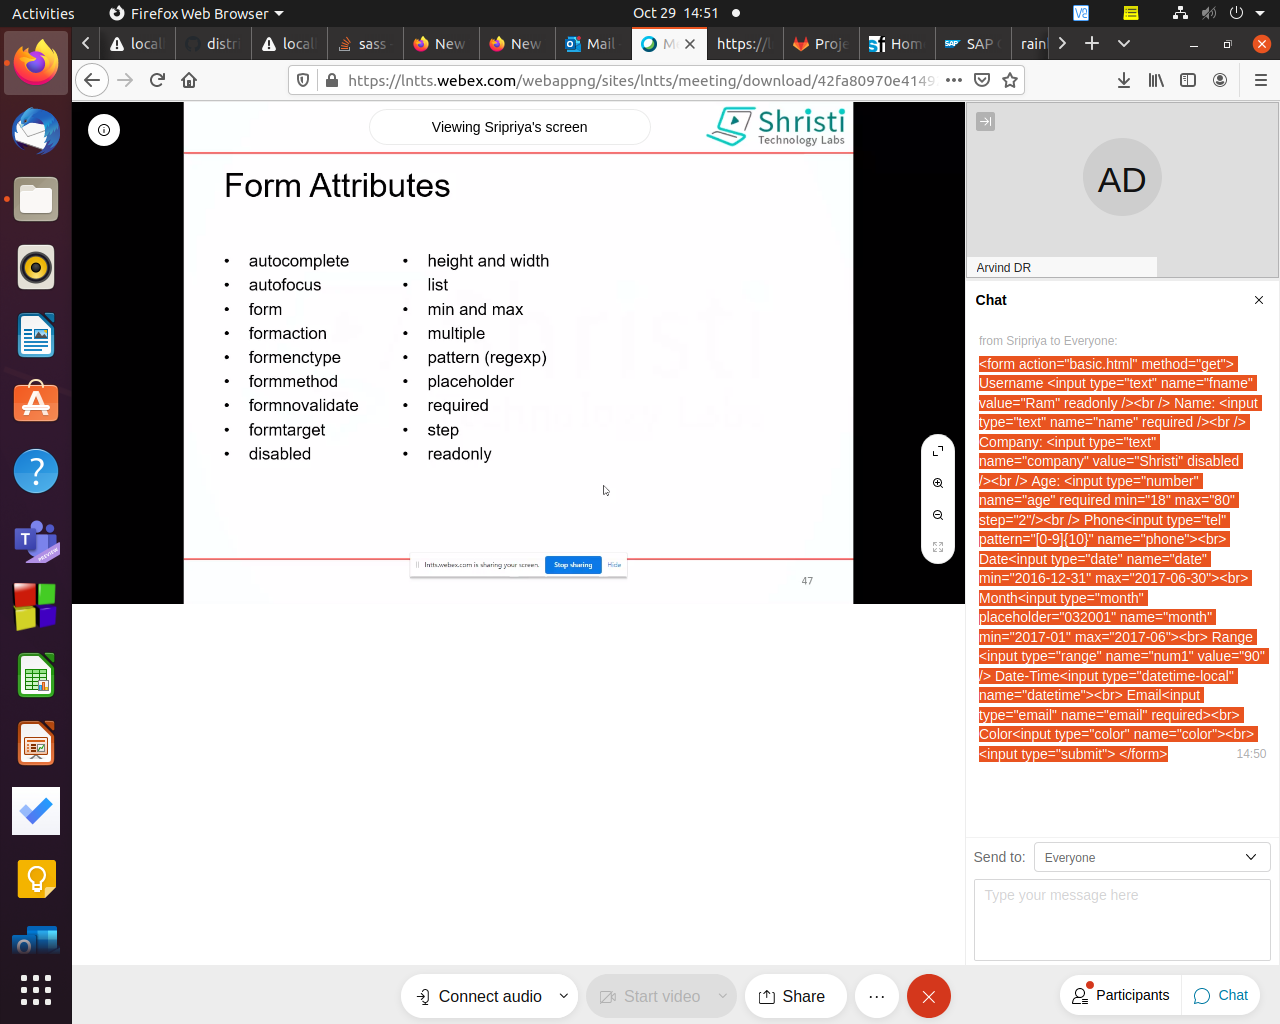 Activities
Firefox Web Browser
Oct 29 14:51
locall
distri
locall
sass
New
New
Mail
M
https://l
Proje
Hom
SAP
rain
https://lntts.webex.com/webappng/sites/lntts/meeting/download/42fa80970e4149
Viewing Sripriya's screen
Shristi
Technology Labs
Form Attributes
• autocomplete
• autofocus
• form
• formaction
• formenctype
• formmethod
• formnovalidate
• formtarget
• disabled
• height and width
• list
• min and max
• multiple
• pattern (regexp)
• placeholder
• required
• step
• readonly
lntts.webex.com is sharing your screen.
Stop sharing
Hide
47
AD
Arvind DR
Chat
from Sripriya to Everyone:
<form action="basic.html" method="get">
Username <input type="text" name="fname"
value="Ram" readonly /><br /> Name: <input
type="text" name="name" required /><br />
Company: <input type="text"
name="company" value="Shristi" disabled
/><br /> Age: <input type="number"
name="age" required min="18" max="80"
step="2"/><br /> Phone<input type="tel"
pattern="[0-9]{10}" name="phone"><br>
Date<input type="date" name="date"
min="2016-12-31" max="2017-06-30"><br>
Month<input type="month"
placeholder="032001" name="month"
min="2017-01" max="2017-06"><br> Range
<input type="range" name="num1" value="90"
/> Date-Time<input type="datetime-local"
name="datetime"><br> Email<input
type="email" name="email" required><br>
Color<input type="color" name="color"><br>
<input type="submit"> </form>
14:50
Send to:
Everyone
Type your message here
Connect audio
Start video
Share
Participants
Chat